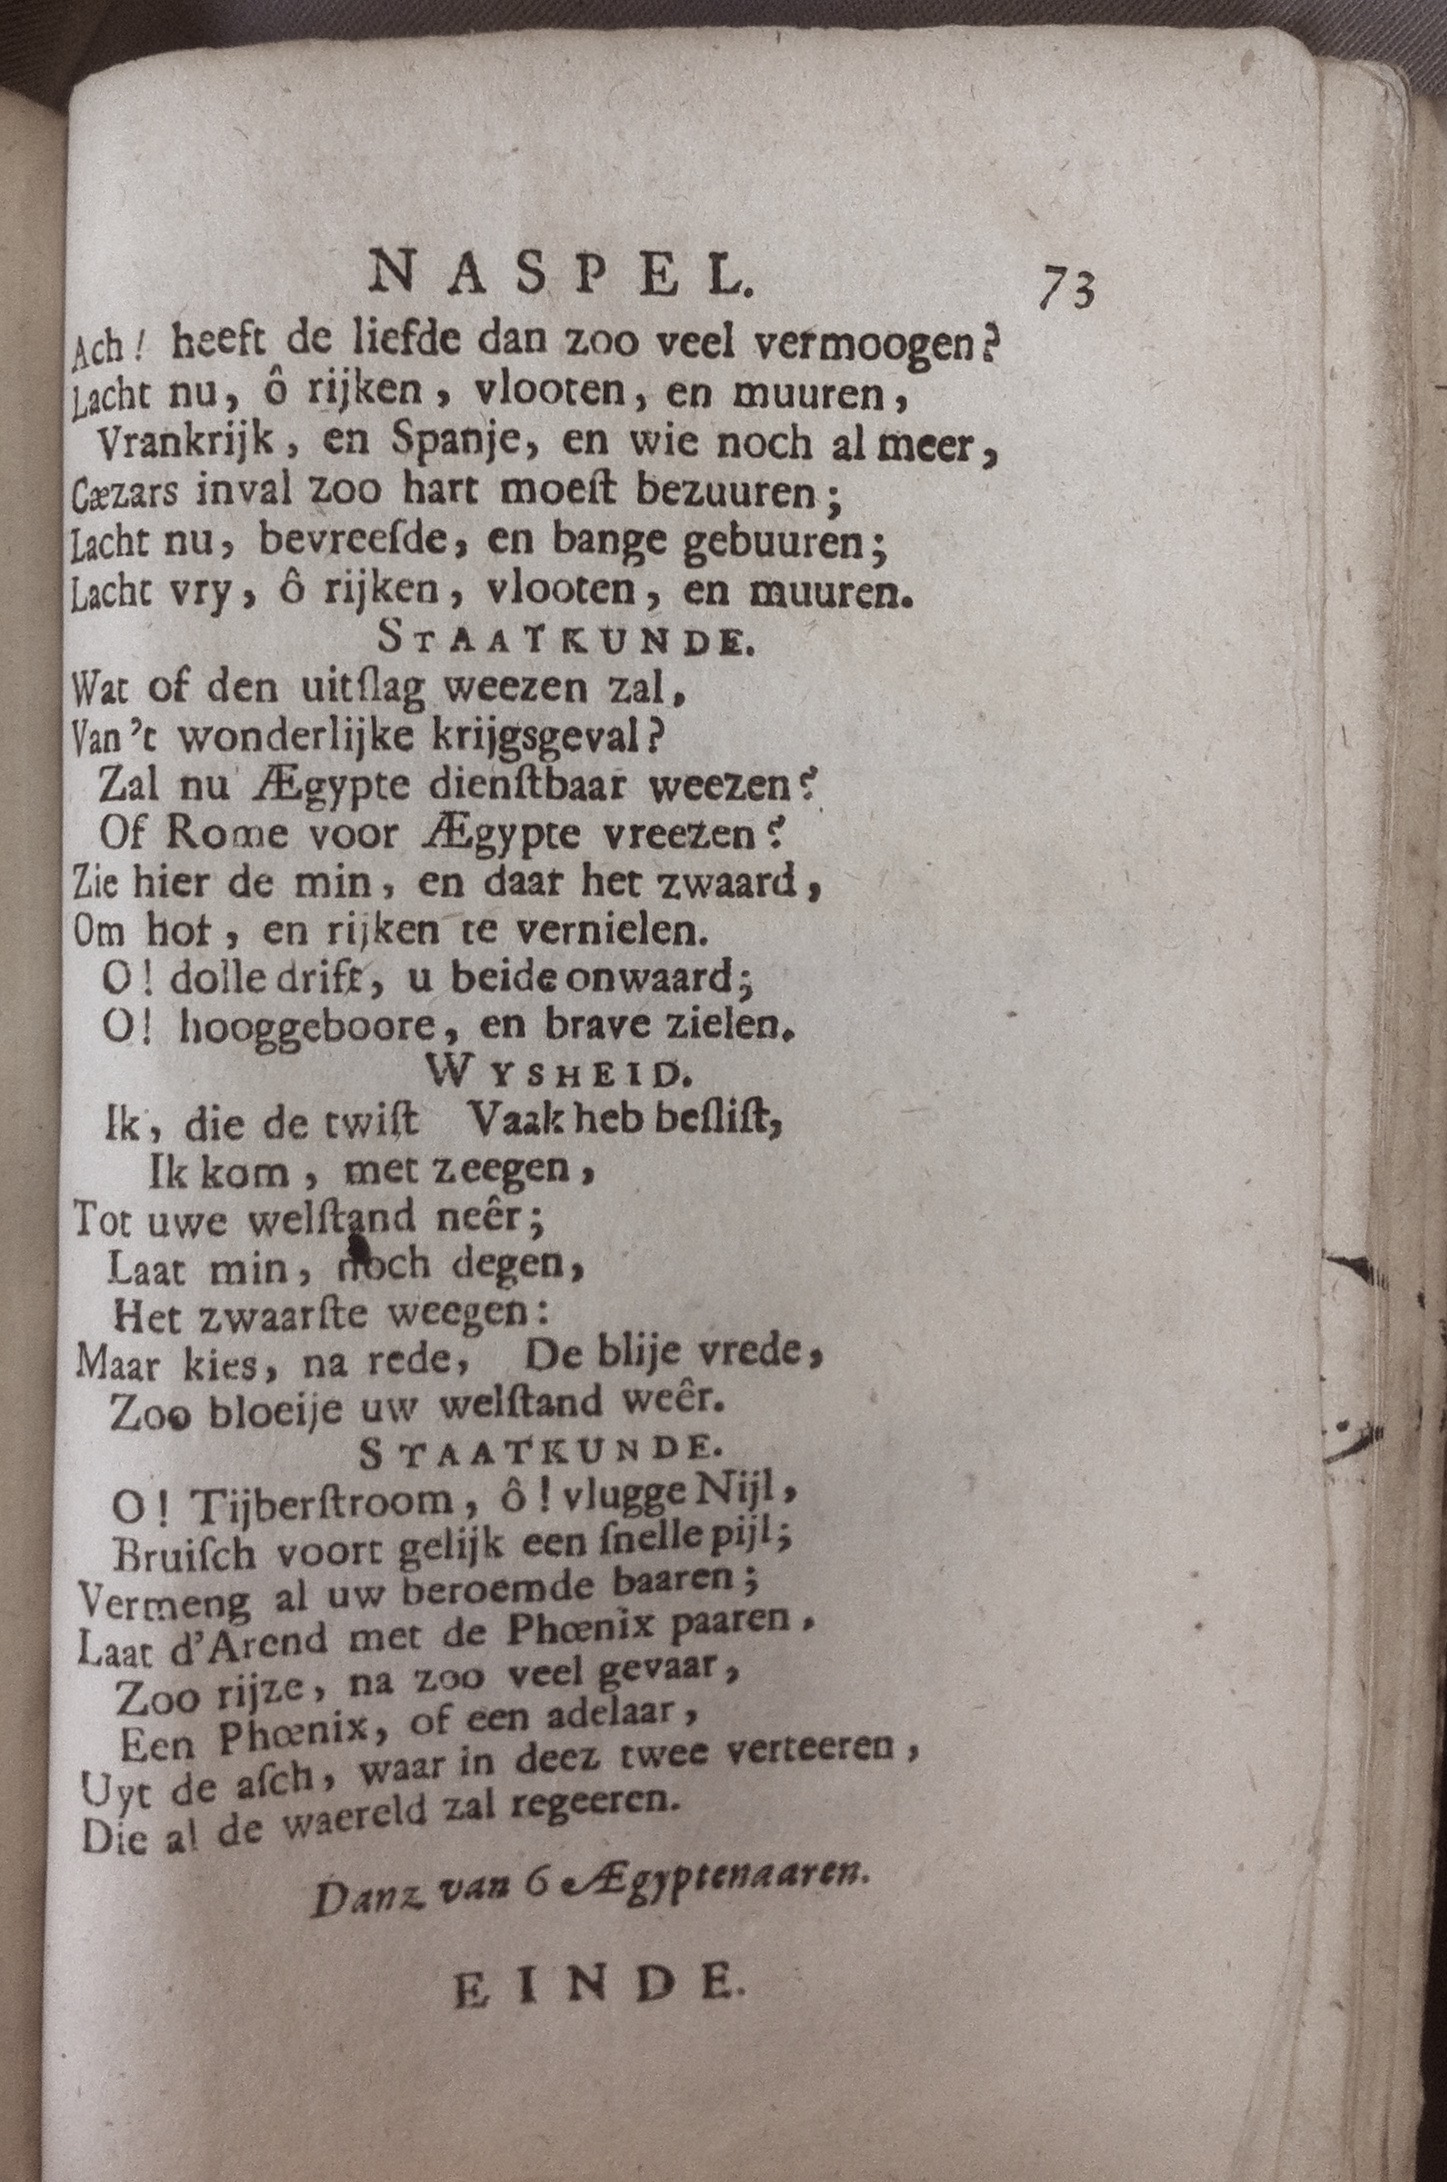 NASPEL. 73
Ach! heeft de liefde dan zoo veel vermoogen?
Lacht nu, ô rijken, vlooten, en muuren,
Vrankrijk, en Spanje, en wie noch al meer,
Cæzars inval zoo hart moeſt bezuuren;
Lacht nu, bevreeſde, en bange gebuuren;
Lacht vry, ô rijken, vlooten, en muuren.
STAATKUNDE.
Wat of den uitſlag weezen zal,
Van 't wonderlijke krijgsgeval?
Zal nu Ægypte dienſtbaar weezen?
Of Rome voor Ægypte vreezen?
Zie hier de min, en daar het zwaard,
Om hof, en rijken te vernielen.
O! dolle drift, u beide onwaard;
O! hooggeboore, en brave zielen.
WYSHEID.
Ik, die de twiſt Vaak heb beſliſt,
Ik kom, met zeegen,
Tot uwe welſtand neêr;
Laat min, noch degen,
Het zwaarſte weegen:
Maar kies, na rede, De blije vrede,
Zoo bloeije uw welſtand weêr.
STAATKUNDE.
O! Tijberſtroom, ô! vlugge Nijl,
Bruiſch voort gelijk een ſnelle pijl;
Vermeng al uw beroemde baaren;
Laat d'Arend met de Phœnix paaren.
Zoo rijze, na zoo veel gevaar,
Een Phœnix, of een adelaar,
Uyt de aſch, waar in deez twee verteeren,
Die al de waereld zal regeeren.
Danz van 6 Ægyptenaaren.
EINDE.